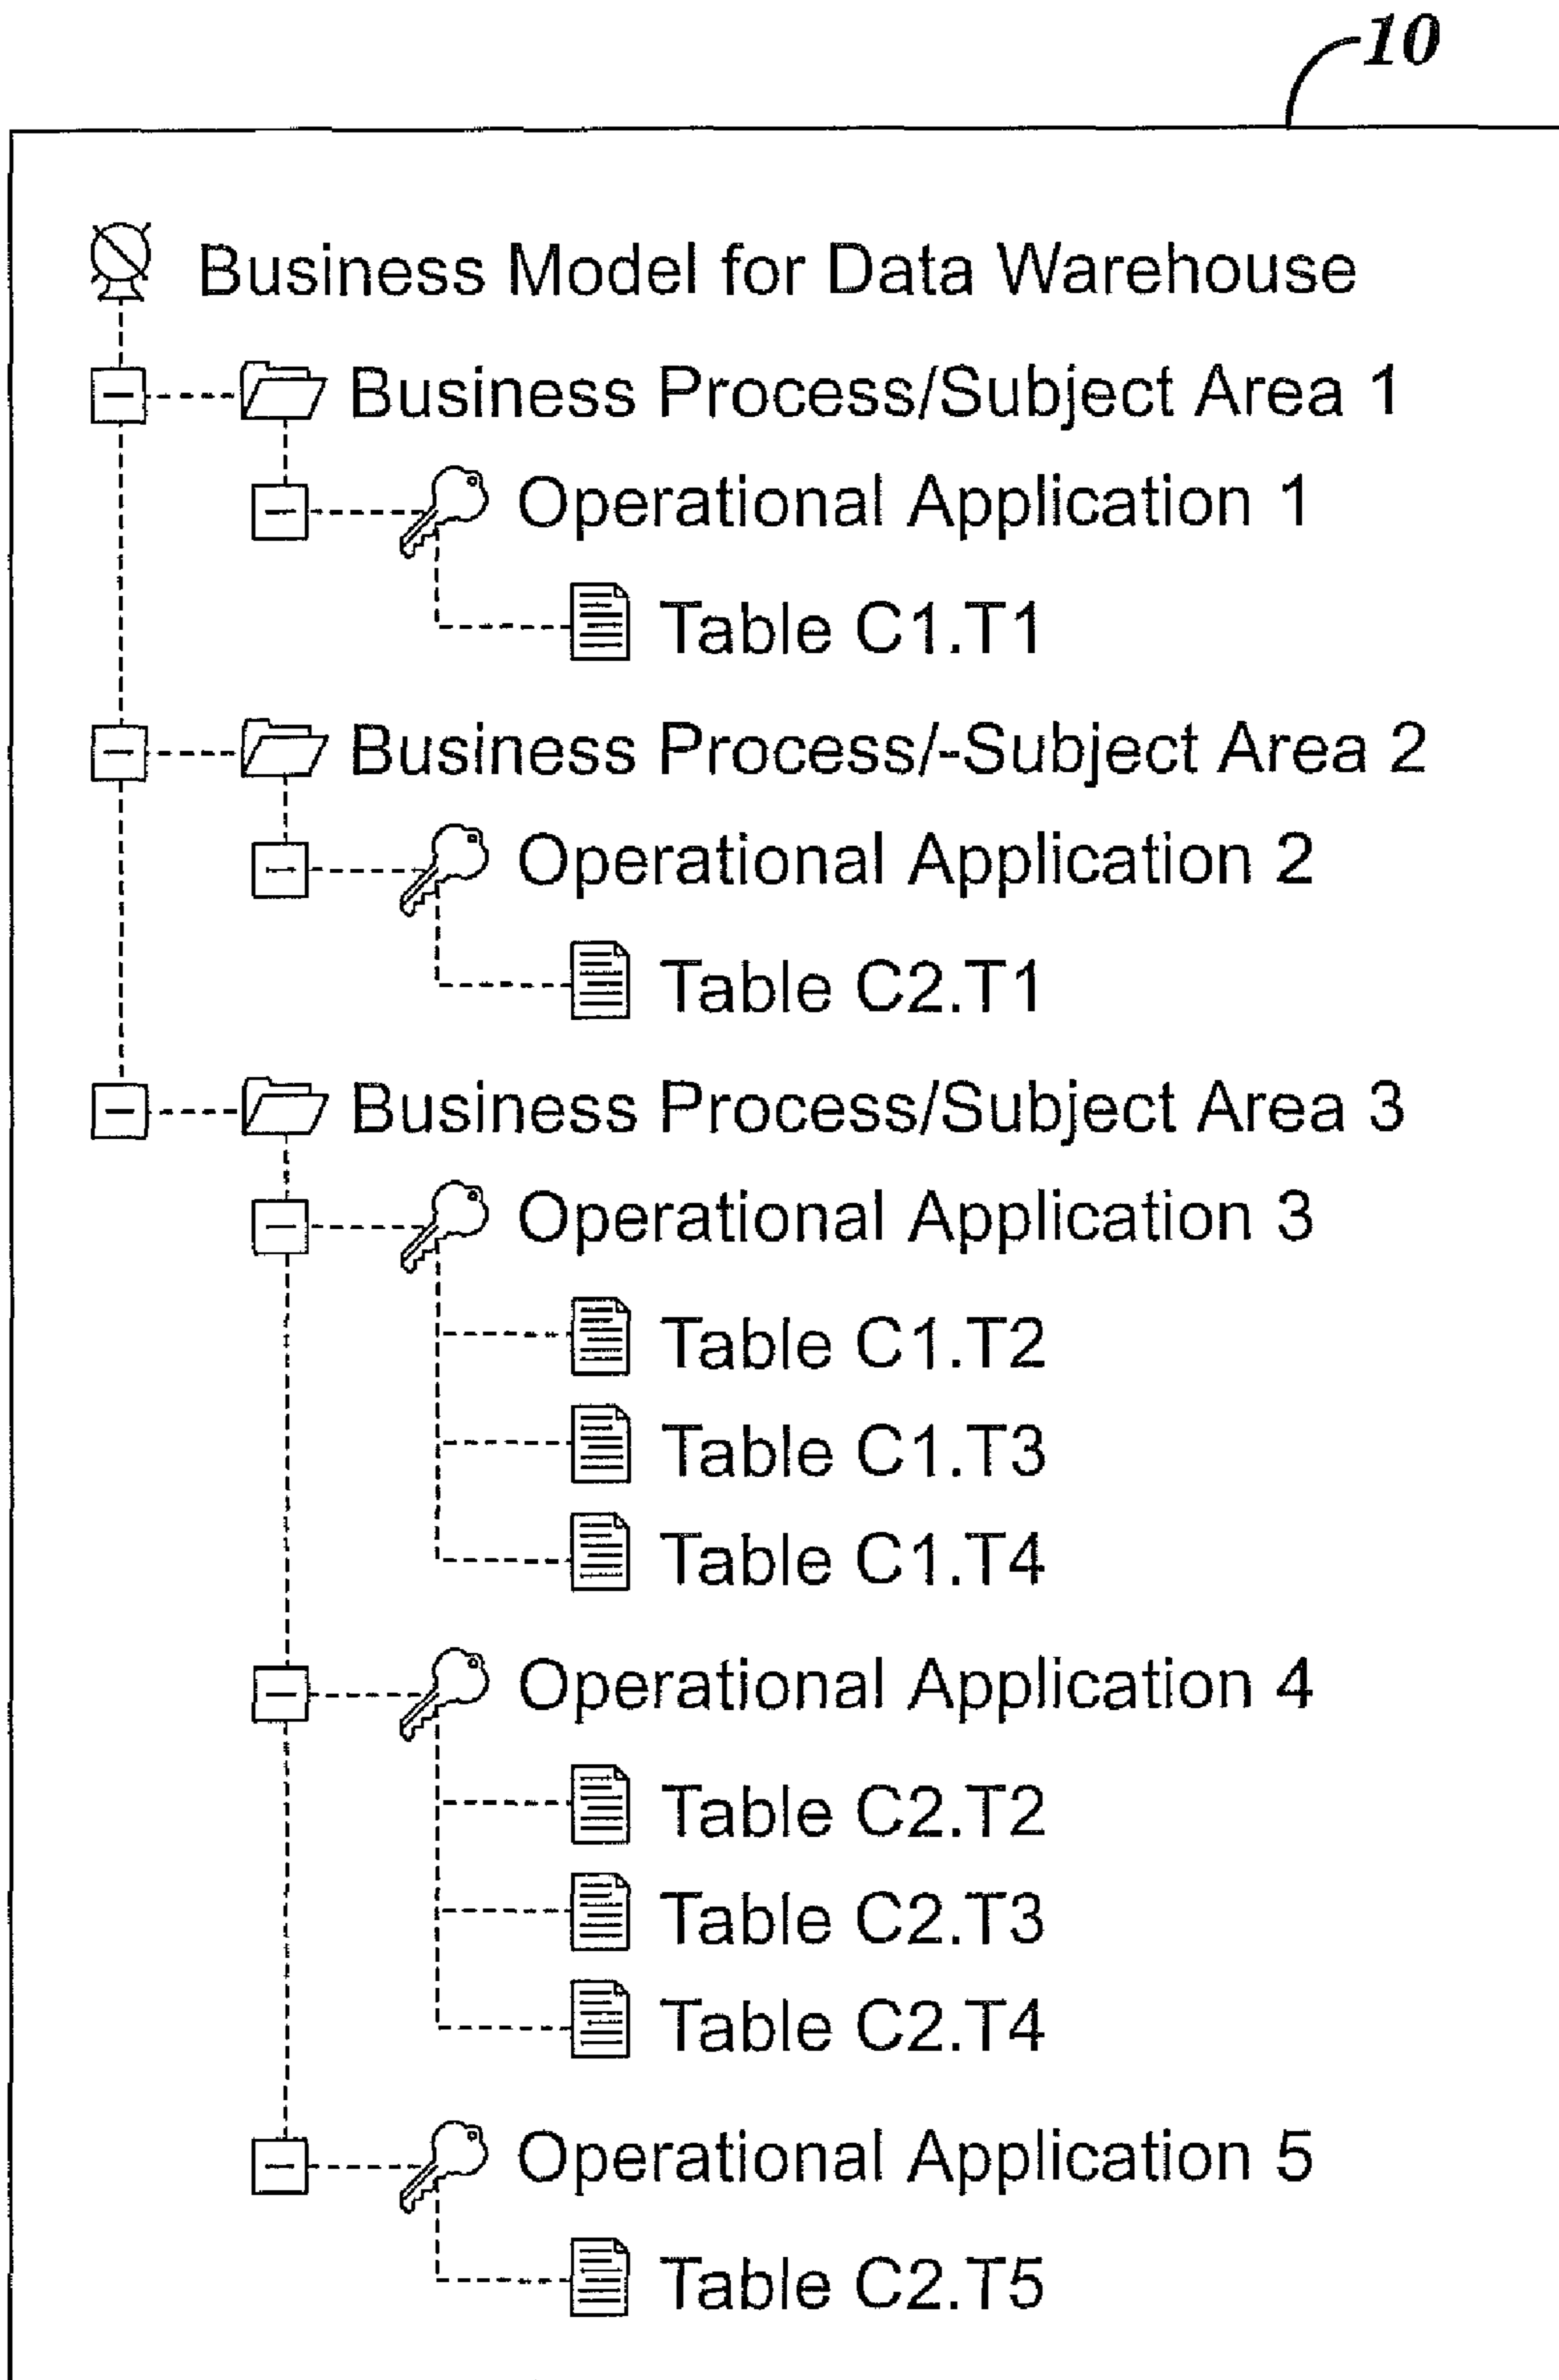 10
Business Model for Data Warehouse
Business Process/Subject Area 1
Operational Application 1
Table C1.T1
Business Process/-Subject Area 2
Operational Application 2
Table C2.T1
Business Process/Subject Area 3
Operational Application 3
Table C1.T2
Table C1.T3
Table C1.T4
Operational Application 4
Table C2.T2
Table C2.T3
Table C2.T4
Operational Application 5
Table C2.T5